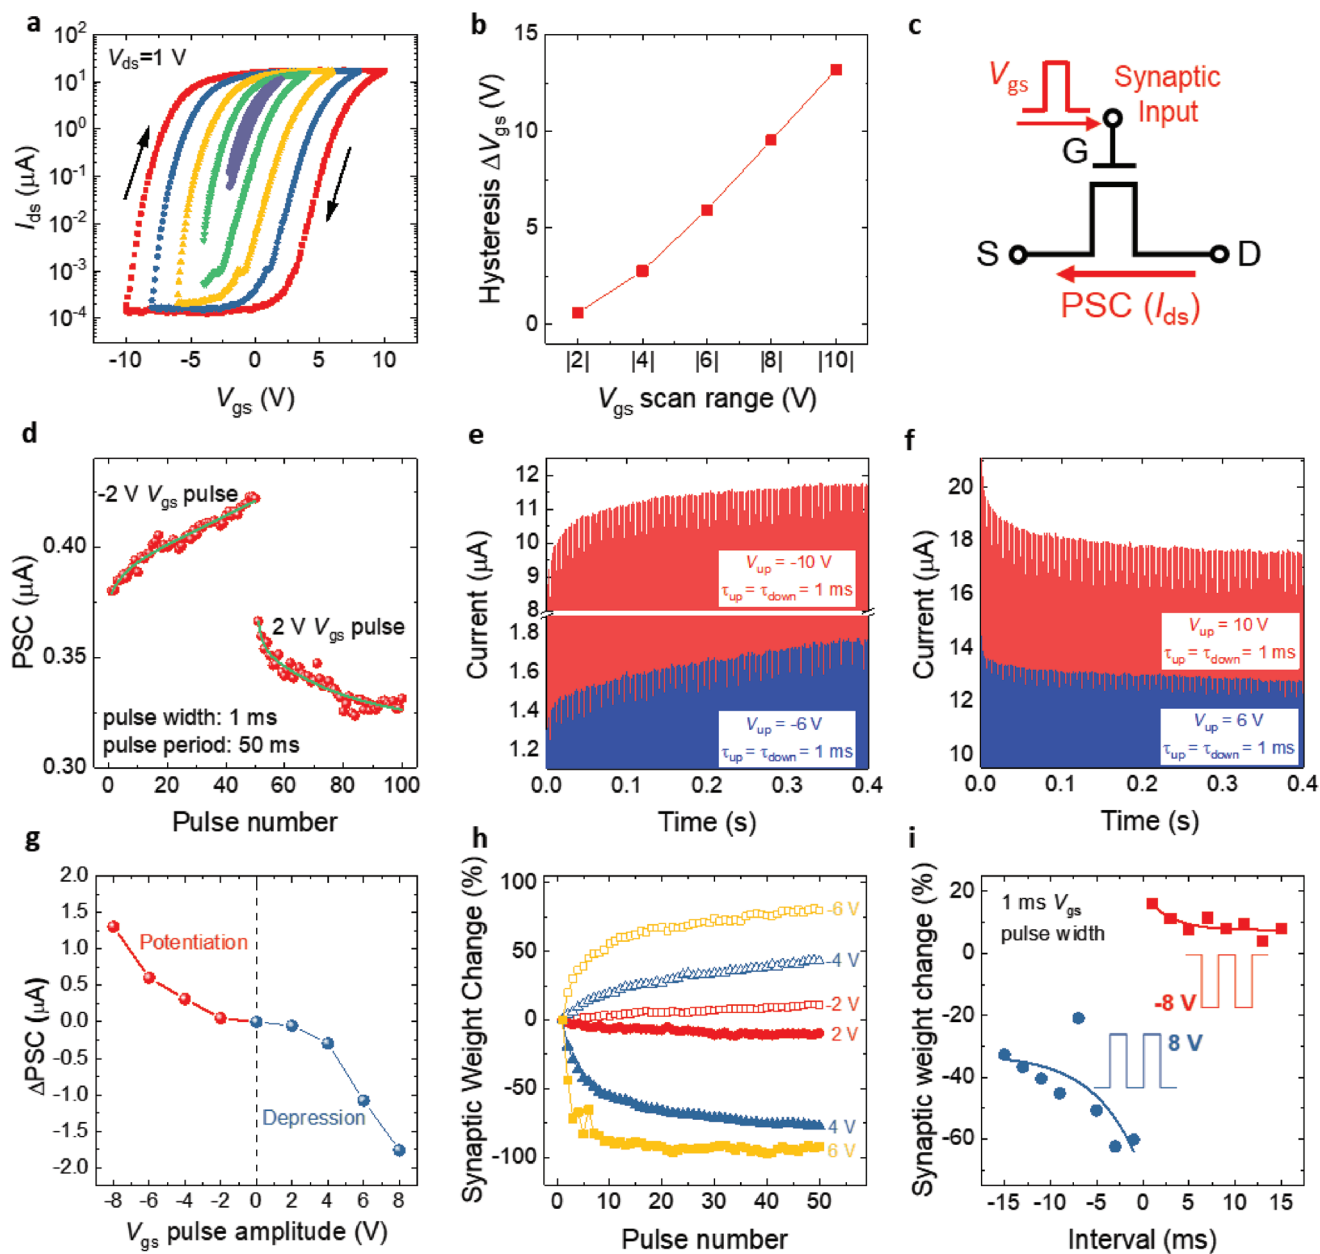 a
10²
10¹
10⁰
10⁻¹
10⁻²
10⁻³
10⁻⁴
Vds=1 V
Ids (μA)
-10
-5
0
5
10
Vgs (V)
b
15
10
5
0
Hysteresis ΔVgs (V)
|2|
|4|
|6|
|8|
|10|
Vgs scan range (V)
c
Vgs
Synaptic
Input
G
S
D
PSC (Ids)
d
-2 V Vgs pulse
0.40
0.35
0.30
PSC (μA)
2 V Vgs pulse
pulse width: 1 ms
pulse period: 50 ms
0
20
40
60
80
100
Pulse number
e
12
11
10
9
8
1.8
1.6
1.4
1.2
Current (μA)
Vup = -10 V
τup = τdown = 1 ms
Vup = -6 V
τup = τdown = 1 ms
0.0
0.1
0.2
0.3
0.4
Time (s)
f
20
18
16
14
12
10
Current (μA)
Vup = 10 V
τup = τdown = 1 ms
Vup = 6 V
τup = τdown = 1 ms
0.0
0.1
0.2
0.3
0.4
Time (s)
g
2.0
1.5
1.0
0.5
0.0
-0.5
-1.0
-1.5
-2.0
ΔPSC (μA)
Potentiation
Depression
-8
-6
-4
-2
0
2
4
6
8
Vgs pulse amplitude (V)
h
100
50
0
-50
-100
Synaptic Weight Change (%)
-6 V
-4 V
-2 V
2 V
4 V
6 V
0
10
20
30
40
50
Pulse number
i
20
0
-20
-40
-60
Synaptic weight change (%)
1 ms Vgs
pulse width
-8 V
8 V
-15
-10
-5
0
5
10
15
Interval (ms)